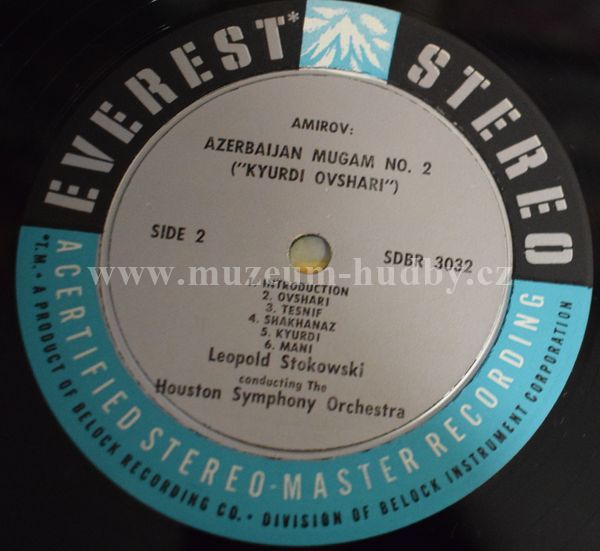 EVEREST* STEREO
AMIROV:
AZERBAIJAN MUGAM NO. 2
("KYURDI OVSHARI")
SIDE 2
SDBR 3032
www.muzeum-hudby.cz
1. INTRODUCTION
2. OVSHARI
3. TESNIF
4. SHAKHANAZ
5. KYURDI
6. MANI
Leopold Stokowski
conducting The
Houston Symphony Orchestra
A CERTIFIED STEREO-MASTER RECORDING
*T.M. • A PRODUCT OF BELOCK RECORDING CO. • DIVISION OF BELOCK INSTRUMENT CORPORATION